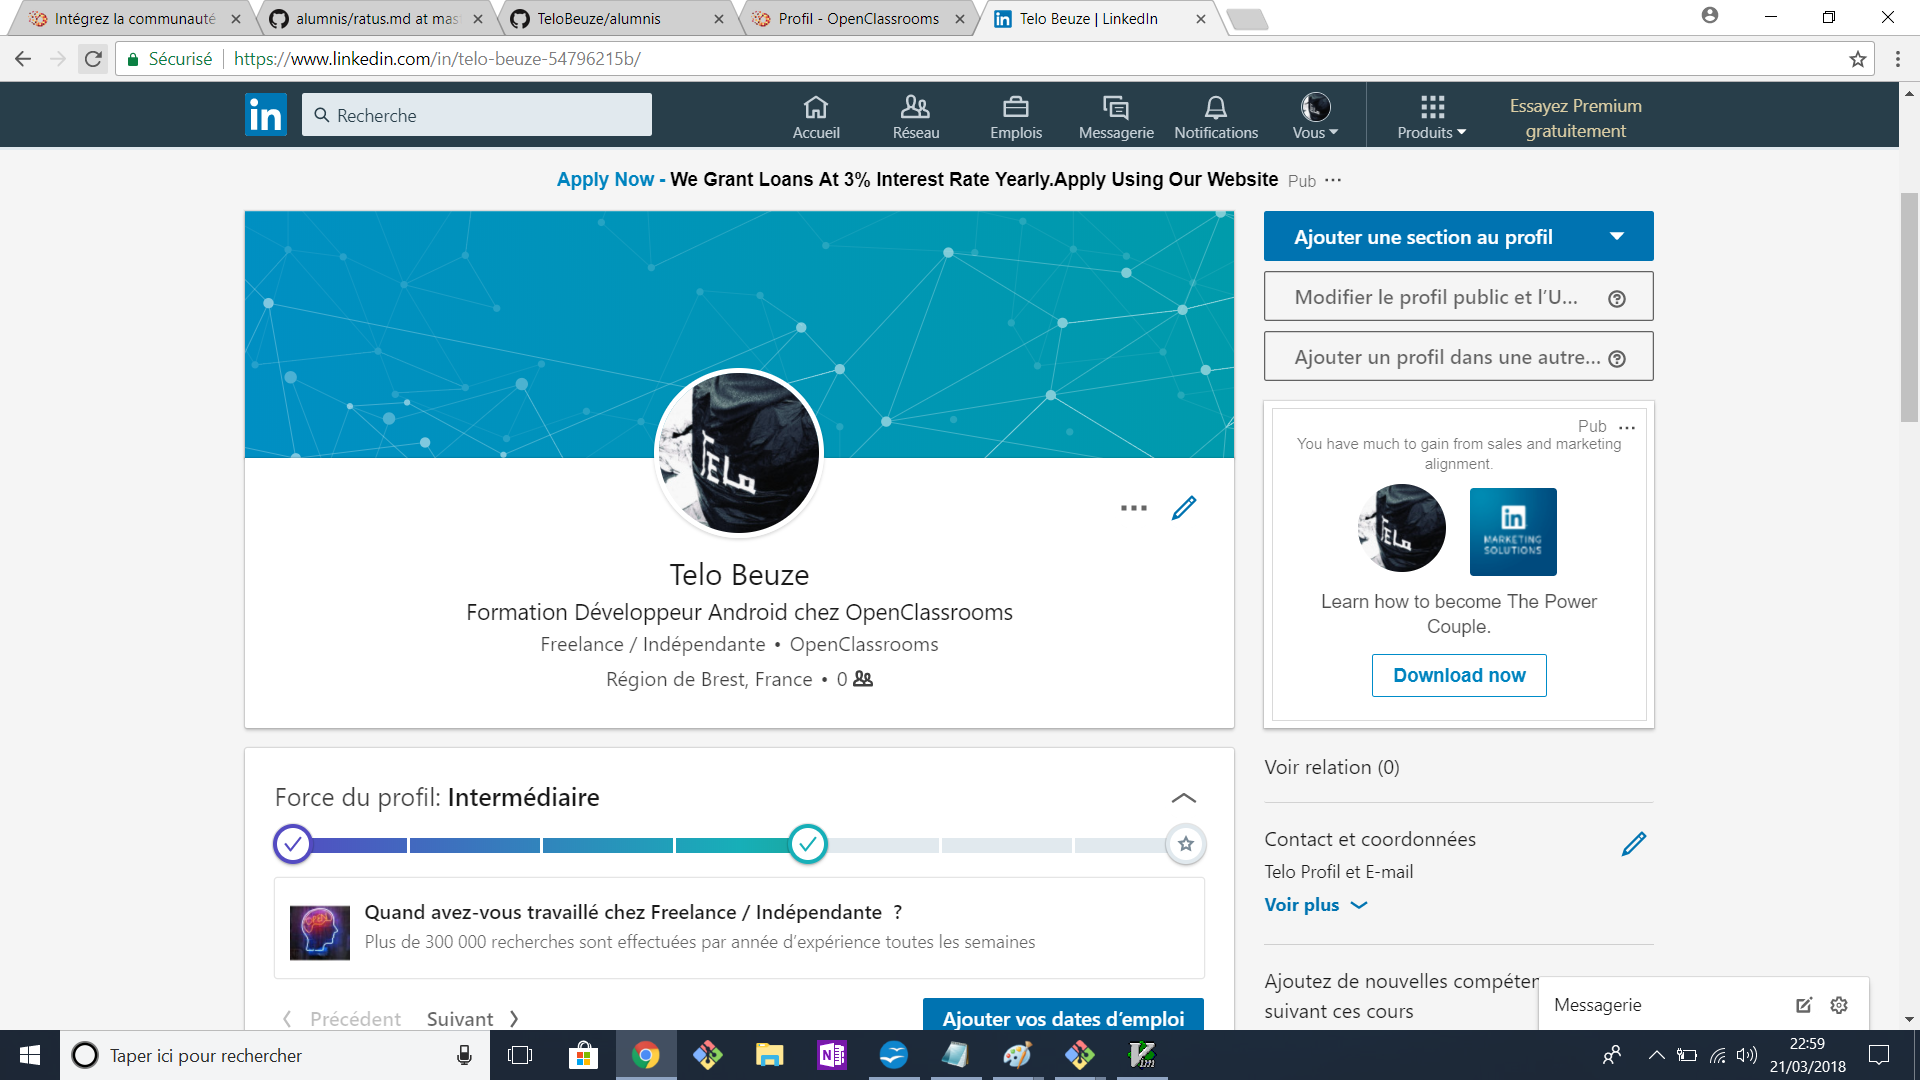 Intégrez la communauté
alumnis/ratus.md at mas
TeloBeuze/alumnis
Profil - OpenClassrooms
Telo Beuze | LinkedIn
Sécurisé
https://www.linkedin.com/in/telo-beuze-54796215b/
in
Recherche
Accueil
Réseau
Emplois
Messagerie
Notifications
Vous
Produits
Essayez Premium
gratuitement
Apply Now - We Grant Loans At 3% Interest Rate Yearly.Apply Using Our Website Pub ...
TELO
Telo Beuze
Formation Développeur Android chez OpenClassrooms
Freelance / Indépendante • OpenClassrooms
Région de Brest, France • 0
Force du profil: Intermédiaire
Quand avez-vous travaillé chez Freelance / Indépendante ?
Plus de 300 000 recherches sont effectuées par année d’expérience toutes les semaines
Précédent
Suivant
Ajouter vos dates d’emploi
Ajouter une section au profil
Modifier le profil public et l’U...
Ajouter un profil dans une autre...
Pub ...
You have much to gain from sales and marketing
alignment.
TELO
in
MARKETING
SOLUTIONS
Learn how to become The Power
Couple.
Download now
Voir relation (0)
Contact et coordonnées
Telo Profil et E-mail
Voir plus
Ajoutez de nouvelles compéten
suivant ces cours
Messagerie
Taper ici pour rechercher
22:59
21/03/2018